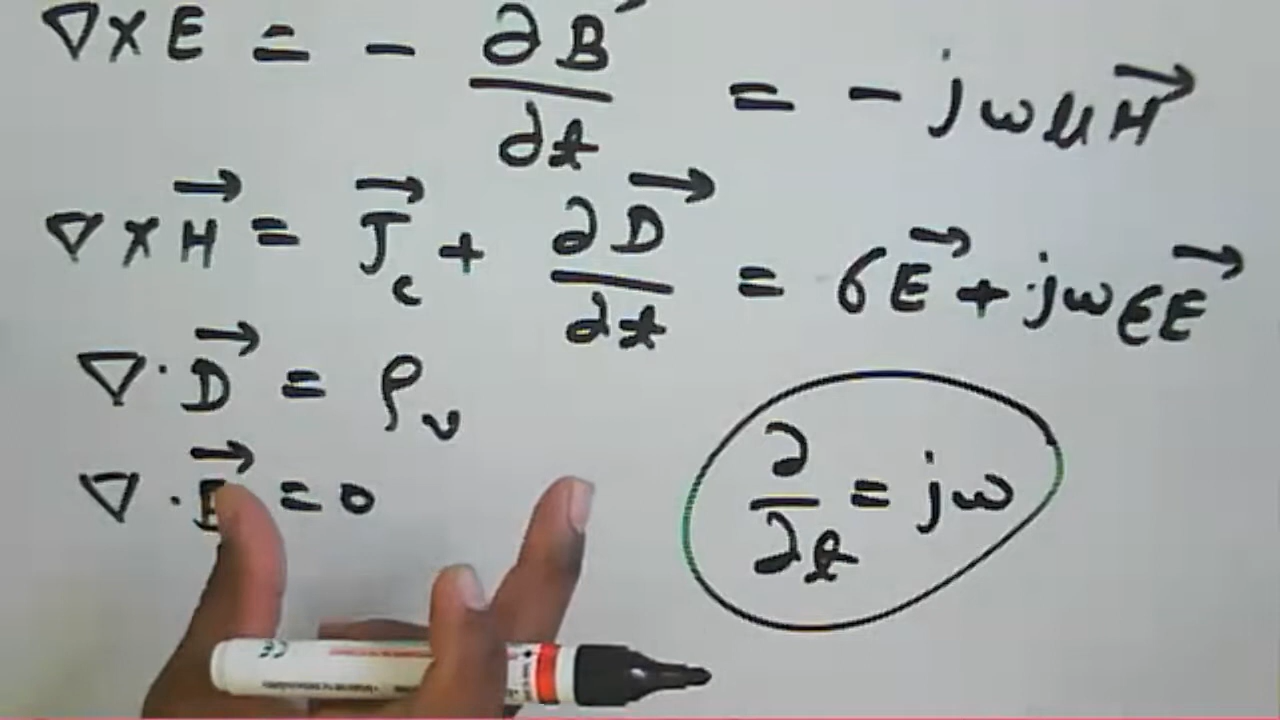 ∇×E = - ∂B/∂t = -jωμH⃗
∇×H⃗ = J⃗c + ∂D⃗/∂t = σE⃗ + jωϵE⃗
∇·D⃗ = ρv
∇·B⃗ = 0
∂/∂t = jω